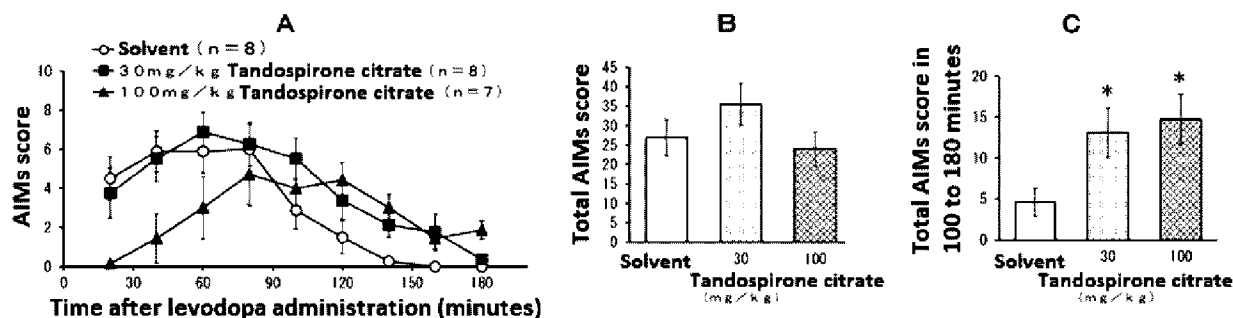 A
Solvent (n=8)
30mg/kg Tandospirone citrate (n=8)
100mg/kg Tandospirone citrate (n=7)
AIMs score
10
8
6
4
2
0
0 30 60 90 120 150 180
Time after levodopa administration (minutes)
B
Total AIMs score
45
40
35
30
25
20
15
10
5
0
Solvent 30 100
Tandospirone citrate
(mg/kg)
C
Total AIMs score in
100 to 180 minutes
20
15
10
5
0
* *
Solvent 30 100
Tandospirone citrate
(mg/kg)